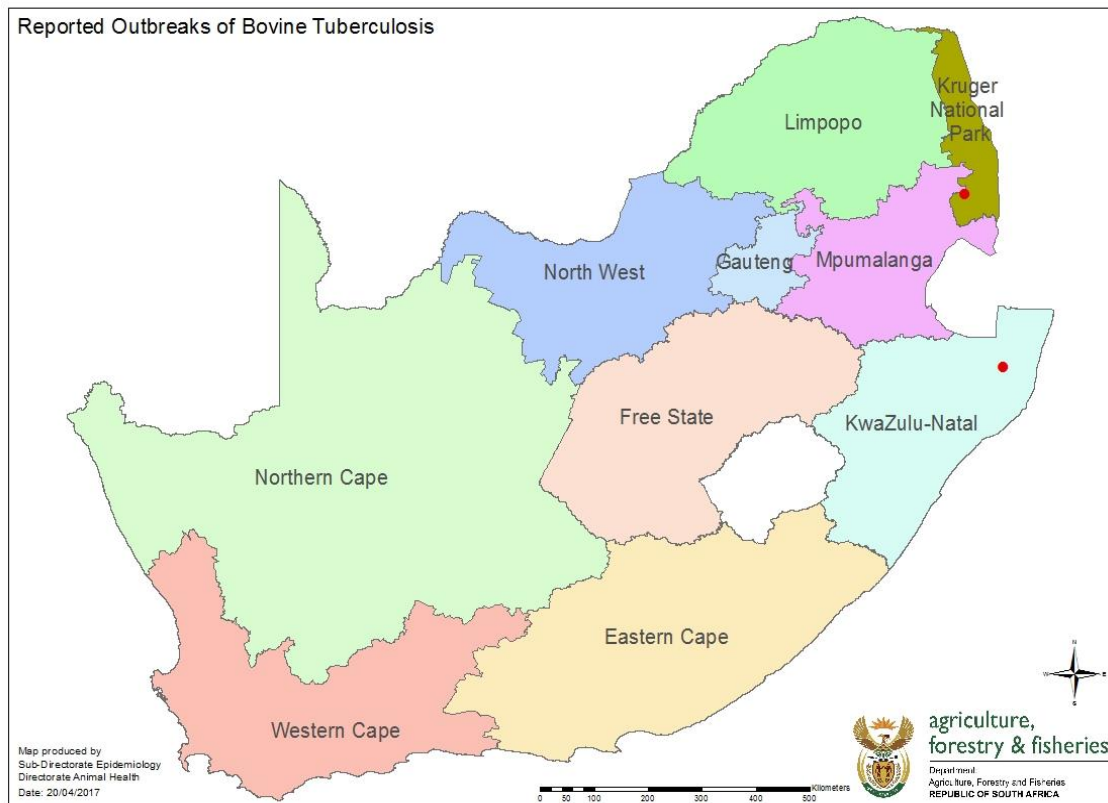 Reported Outbreaks of Bovine Tuberculosis
Kruger
National
Park
Limpopo
North West
Gauteng
Mpumalanga
Free State
KwaZulu-Natal
Northern Cape
Eastern Cape
Western Cape
N
W
E
S
Map produced by
Sub-Directorate Epidemiology
Directorate Animal Health
Date: 20/04/2017
Kilometers
0 50 100 200 300 400 500
agriculture,
forestry & fisheries
Department:
Agriculture, Forestry and Fisheries
REPUBLIC OF SOUTH AFRICA